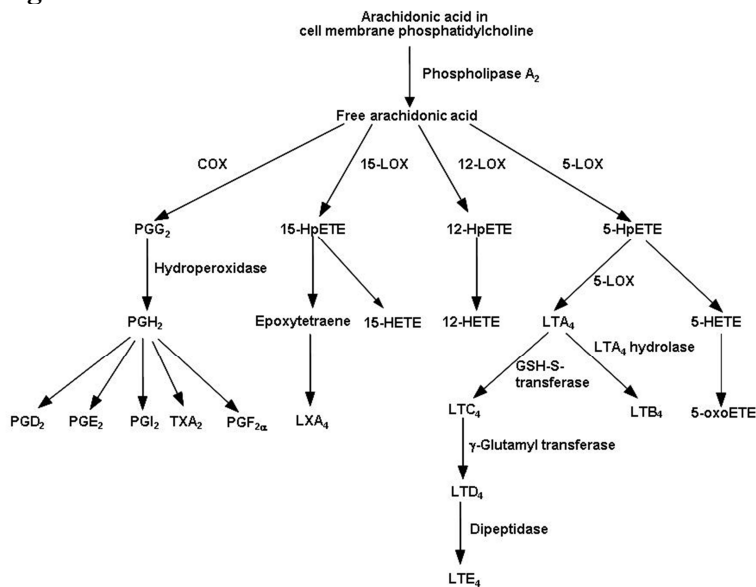 Arachidonic acid in
cell membrane phosphatidylcholine
Phospholipase A₂
Free arachidonic acid
COX 15-LOX 12-LOX 5-LOX
PGG₂ 15-HpETE 12-HpETE 5-HpETE
Hydroperoxidase 5-LOX
PGH₂ Epoxytetraene 15-HETE 12-HETE LTA₄ 5-HETE
LTA₄ hydrolase
GSH-S-
transferase
PGD₂ PGE₂ PGI₂ TXA₂ PGF₂α LXA₄ LTC₄ LTB₄ 5-oxoETE
γ-Glutamyl transferase
LTD₄
Dipeptidase
LTE₄